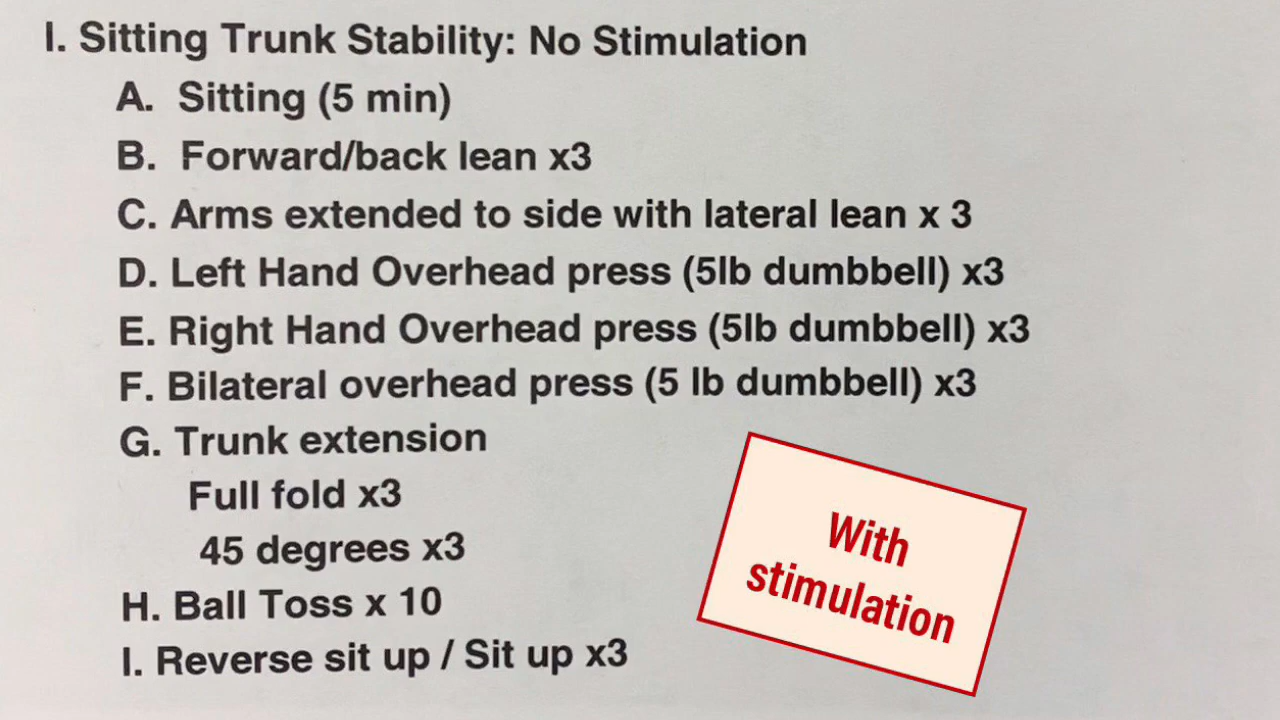 I. Sitting Trunk Stability: No Stimulation
A. Sitting (5 min)
B. Forward/back lean x3
C. Arms extended to side with lateral lean x 3
D. Left Hand Overhead press (5lb dumbbell) x3
E. Right Hand Overhead press (5lb dumbbell) x3
F. Bilateral overhead press (5 lb dumbbell) x3
G. Trunk extension
Full fold x3
45 degrees x3
H. Ball Toss x 10
I. Reverse sit up / Sit up x3
With
stimulation